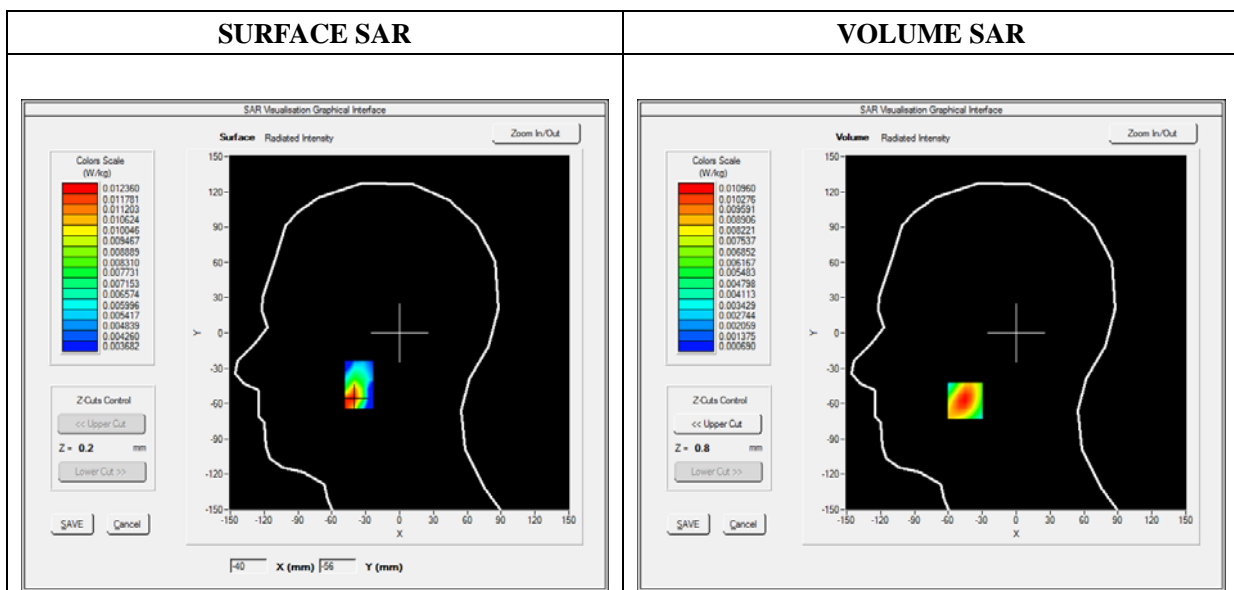 SURFACE SAR
SAR Visualisation Graphical Interface
Surface Radiated Intensity
Zoom In/Out
Colors Scale
(W/kg)
0.012360
0.011781
0.011203
0.010624
0.010046
0.009467
0.008889
0.008310
0.007731
0.007153
0.006574
0.005996
0.005417
0.004839
0.004260
0.003682
150
120
90
60
30
0
-30
-60
-90
-120
-150
Y
-150 -120 -90 -60 -30 0 30 60 90 120 150
X
Z-Cuts Control
<< Upper Cut
Z = 0.2 mm
Lower Cut >>
SAVE Cancel
-40 X (mm) -56 Y (mm)
VOLUME SAR
SAR Visualisation Graphical Interface
Volume Radiated Intensity
Zoom In/Out
Colors Scale
(W/kg)
0.010960
0.010276
0.009591
0.008906
0.008221
0.007537
0.006852
0.006167
0.005483
0.004798
0.004113
0.003429
0.002744
0.002059
0.001375
0.000690
150
120
90
60
30
0
-30
-60
-90
-120
-150
Y
-150 -120 -90 -60 -30 0 30 60 90 120 150
X
Z-Cuts Control
<< Upper Cut
Z = 0.8 mm
Lower Cut >>
SAVE Cancel